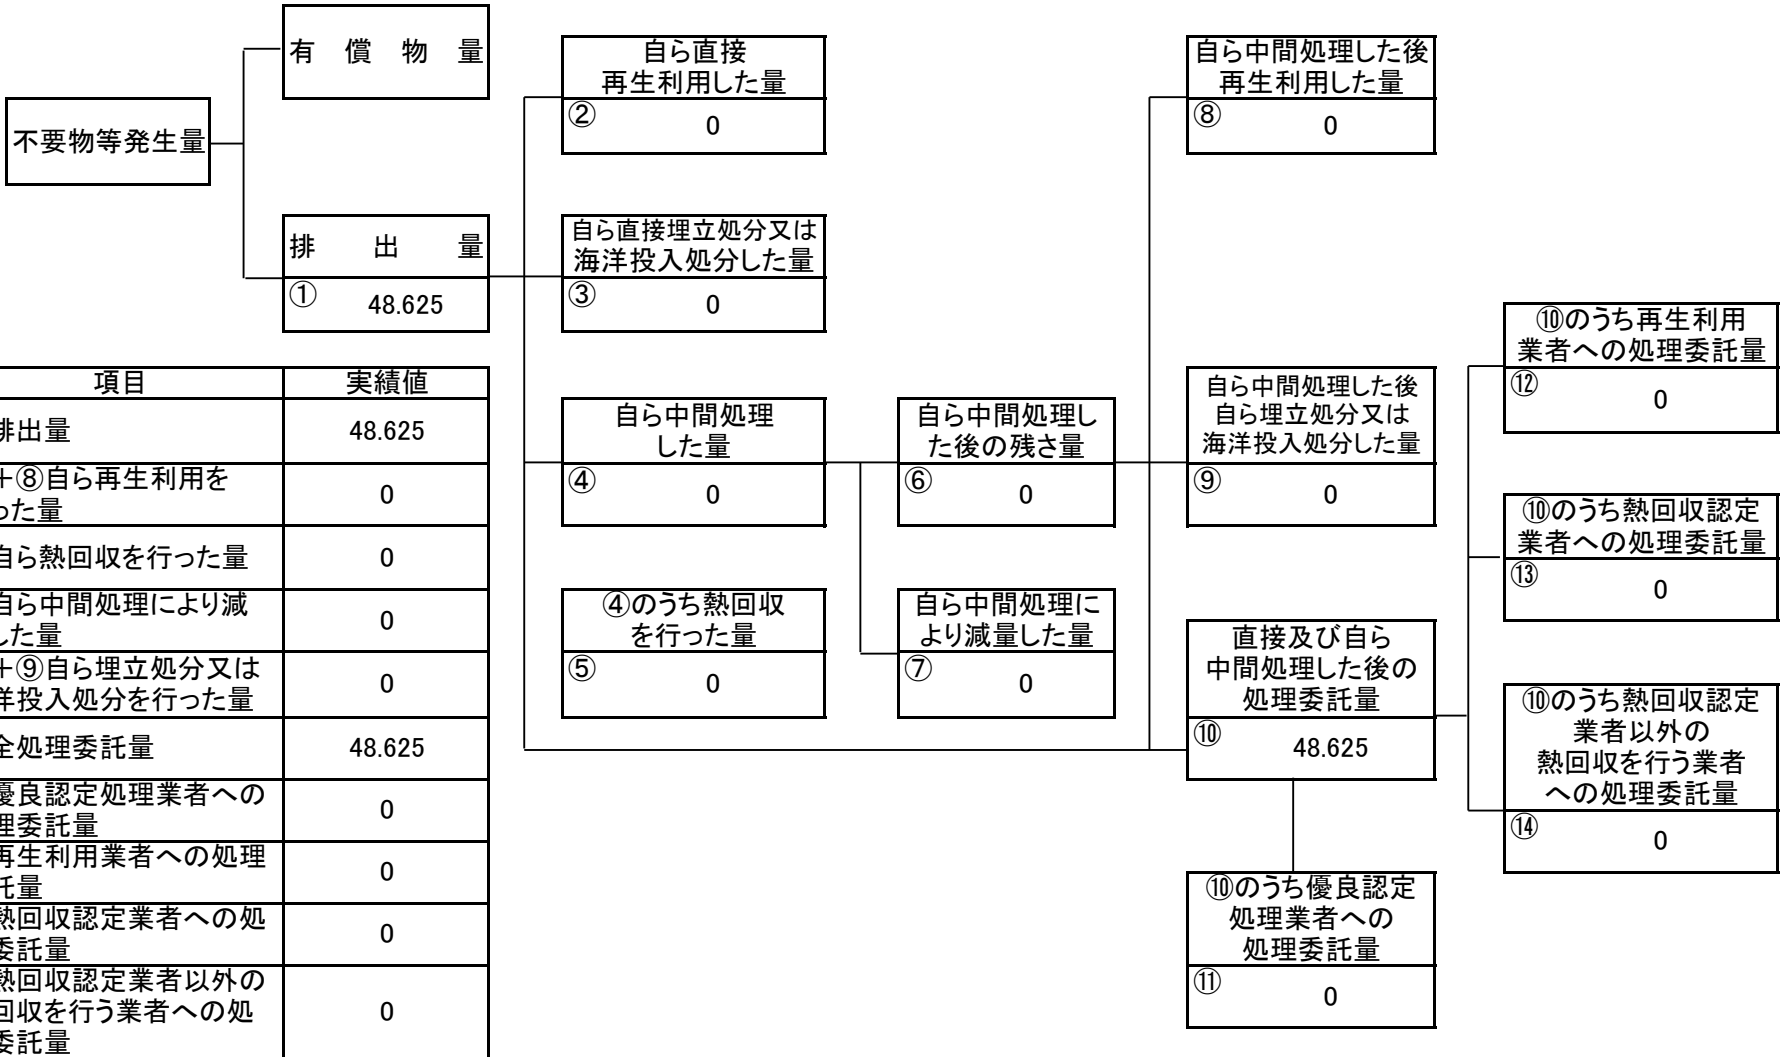 有償物量
不要物等発生量
排出量
①
48.625
自ら直接
再生利用した量
②
0
自ら直接埋立処分又は
海洋投入処分した量
③
0
自ら中間処理
した量
④
0
④のうち熱回収
を行った量
⑤
0
自ら中間処理し
た後の残さ量
⑥
0
自ら中間処理に
より減量した量
⑦
0
自ら中間処理した後
再生利用した量
⑧
0
自ら中間処理した後
自ら埋立処分又は
海洋投入処分した量
⑨
0
直接及び自ら
中間処理した後の
処理委託量
⑩
48.625
⑩のうち優良認定
処理業者への
処理委託量
⑪
0
⑩のうち再生利用
業者への処理委託量
⑫
0
⑩のうち熱回収認定
業者への処理委託量
⑬
0
⑩のうち熱回収認定
業者以外の
熱回収を行う業者
への処理委託量
⑭
0
項目 実績値
排出量 48.625
+⑧自ら再生利用を
った量
0
自ら熱回収を行った量 0
自ら中間処理により減
した量
0
+⑨自ら埋立処分又は
洋投入処分を行った量
0
全処理委託量 48.625
優良認定処理業者への
理委託量
0
再生利用業者への処理
託量
0
熱回収認定業者への処
委託量
0
熱回収認定業者以外の
回収を行う業者への処
委託量
0